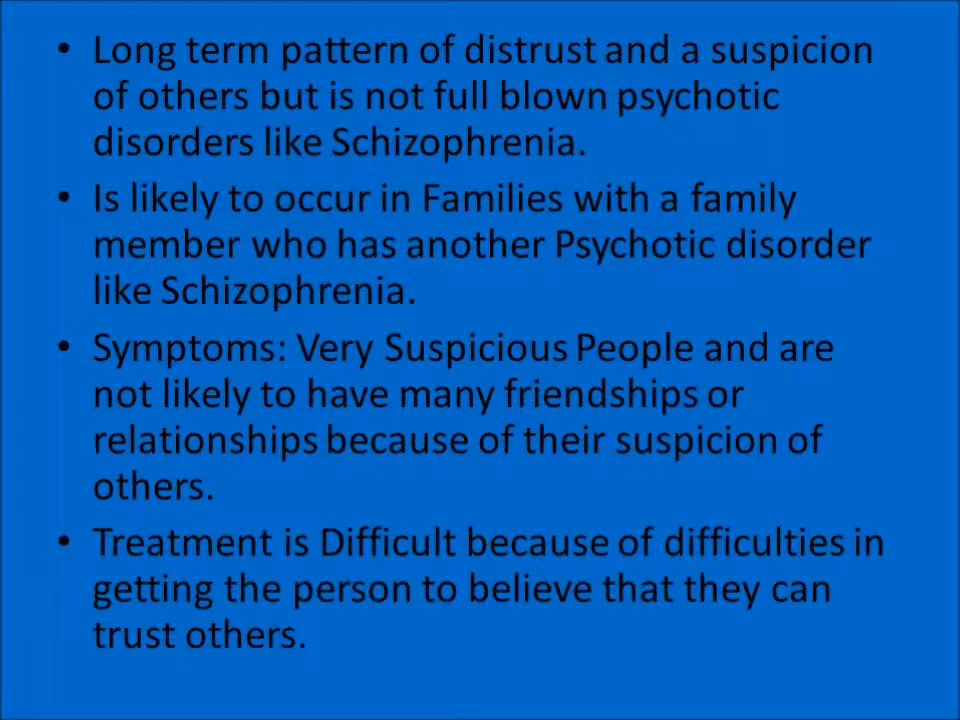 • Long term pattern of distrust and a suspicion
of others but is not full blown psychotic
disorders like Schizophrenia.
• Is likely to occur in Families with a family
member who has another Psychotic disorder
like Schizophrenia.
• Symptoms: Very Suspicious People and are
not likely to have many friendships or
relationships because of their suspicion of
others.
• Treatment is Difficult because of difficulties in
getting the person to believe that they can
trust others.